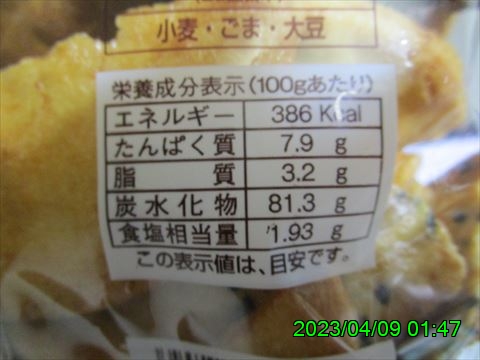 小麦・ごま・大豆
栄養成分表示(100gあたり)
エネルギー 386 Kcal
たんぱく質 7.9 g
脂質 3.2 g
炭水化物 81.3 g
食塩相当量 1.93 g
この表示値は、目安です。
2023/04/09 01:47